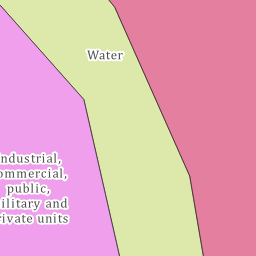 Water
ndustrial,
ommercial,
public,
ilitary and
rivate units